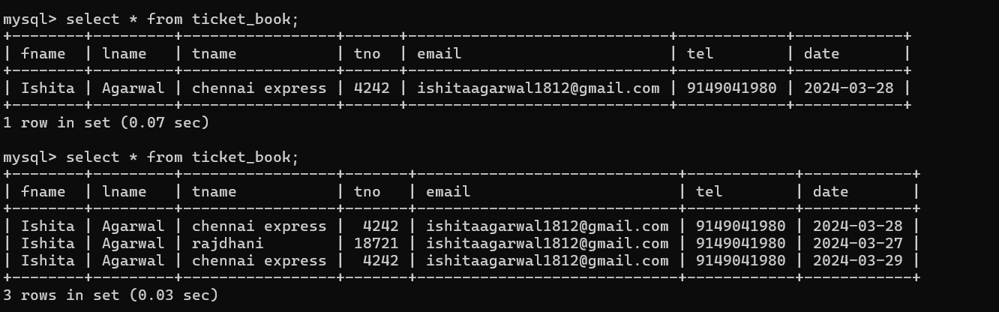 mysql> select * from ticket_book;
+--------+---------+-----------------+------+-----------------------------+------------+------------+
| fname  | lname   | tname           | tno  | email                       | tel        | date       |
+--------+---------+-----------------+------+-----------------------------+------------+------------+
| Ishita | Agarwal | chennai express | 4242 | ishitaagarwal1812@gmail.com | 9149041980 | 2024-03-28 |
+--------+---------+-----------------+------+-----------------------------+------------+------------+
1 row in set (0.07 sec)
mysql> select * from ticket_book;
+--------+---------+-----------------+-------+-----------------------------+------------+------------+
| fname  | lname   | tname           | tno   | email                       | tel        | date       |
+--------+---------+-----------------+-------+-----------------------------+------------+------------+
| Ishita | Agarwal | chennai express |  4242 | ishitaagarwal1812@gmail.com | 9149041980 | 2024-03-28 |
| Ishita | Agarwal | rajdhani        | 18721 | ishitaagarwal1812@gmail.com | 9149041980 | 2024-03-27 |
| Ishita | Agarwal | chennai express |  4242 | ishitaagarwal1812@gmail.com | 9149041980 | 2024-03-29 |
+--------+---------+-----------------+-------+-----------------------------+------------+------------+
3 rows in set (0.03 sec)